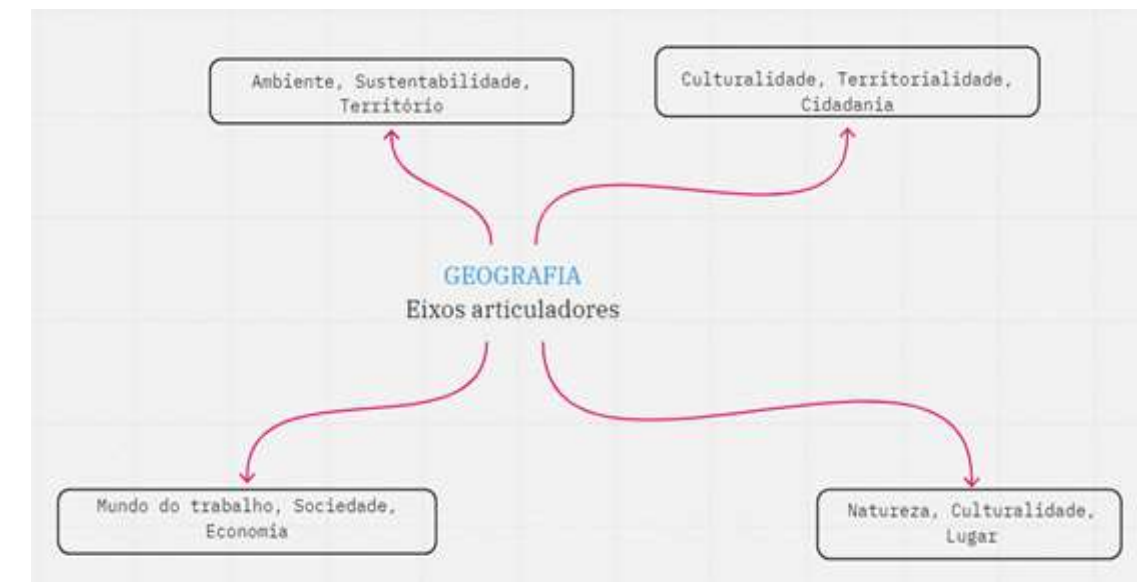 Ambiente, Sustentabilidade,
Território
Culturalidade, Territorialidade,
Cidadania
GEOGRAFIA
Eixos articuladores
Mundo do trabalho, Sociedade,
Economia
Natureza, Culturalidade,
Lugar